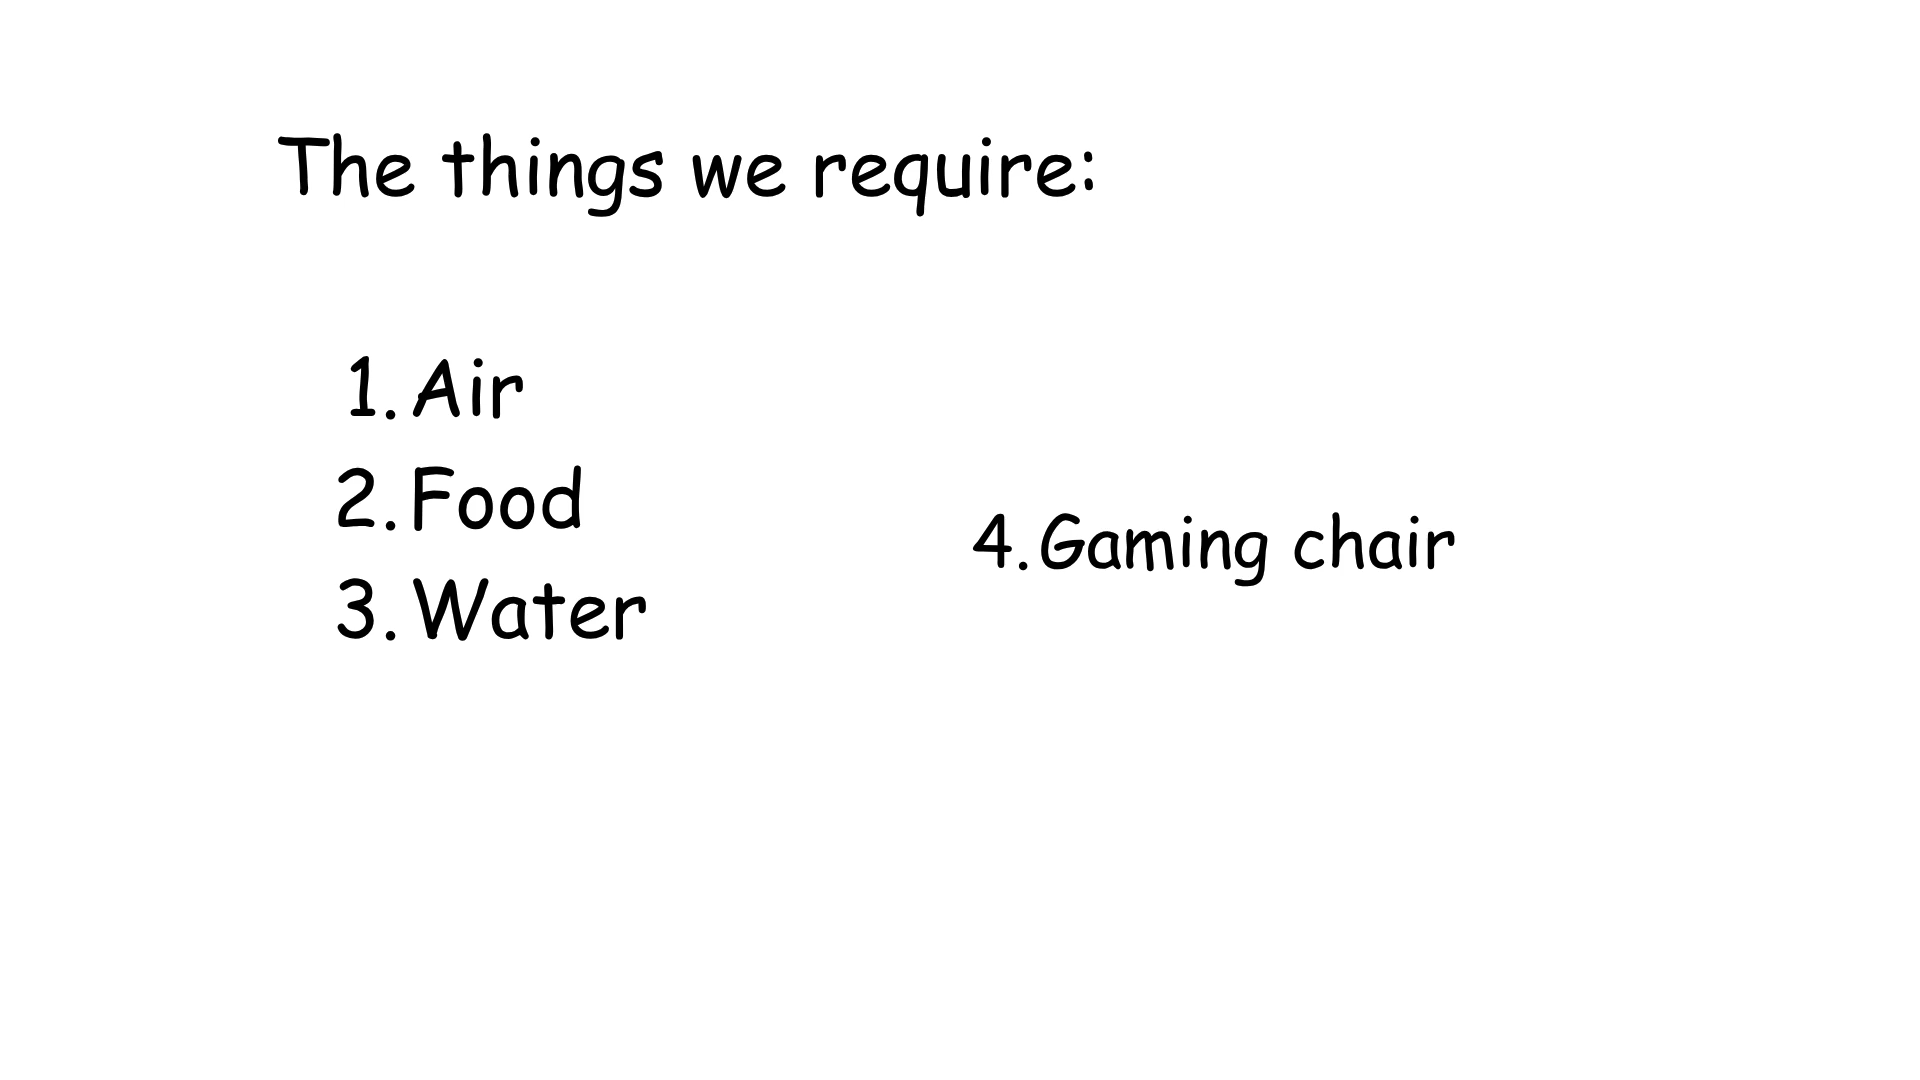 The things we require:
1. Air
2. Food
3. Water
4. Gaming chair